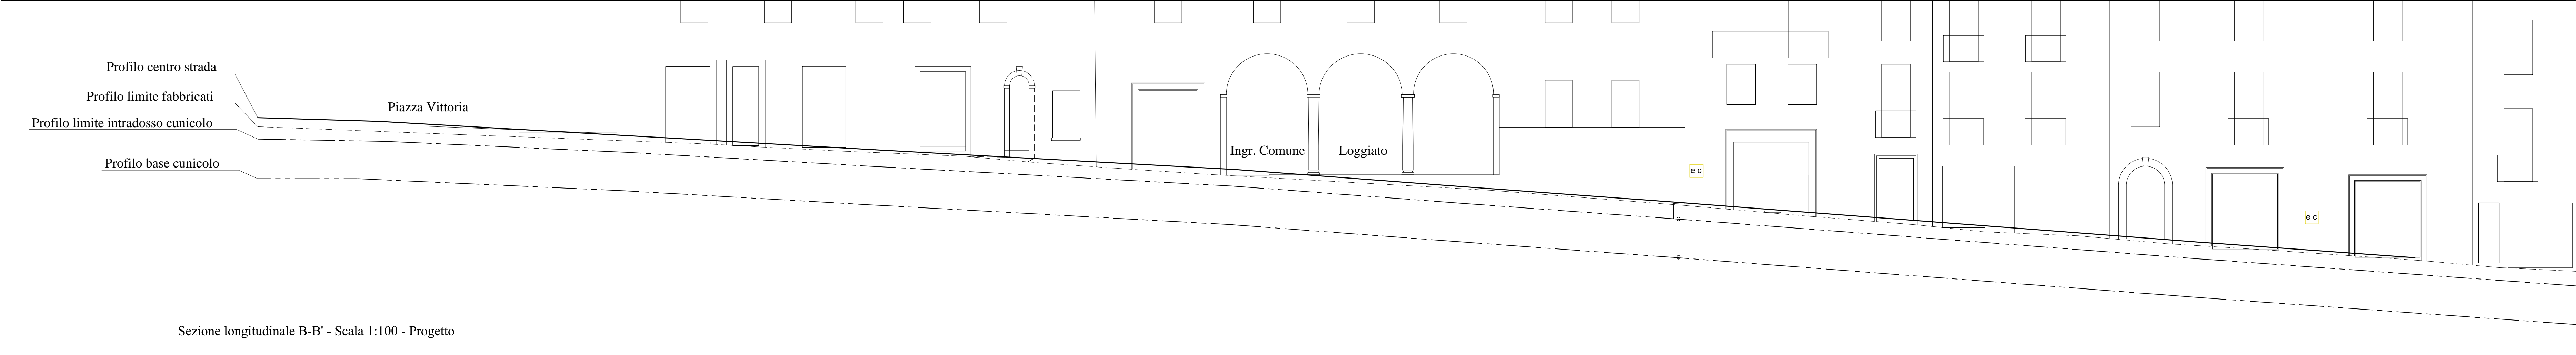 Profilo centro strada
Profilo limite fabbricati
Piazza Vittoria
Profilo limite intradosso cunicolo
Profilo base cunicolo
Ingr. Comune
Loggiato
e c
e c
Sezione longitudinale B-B' - Scala 1:100 - Progetto